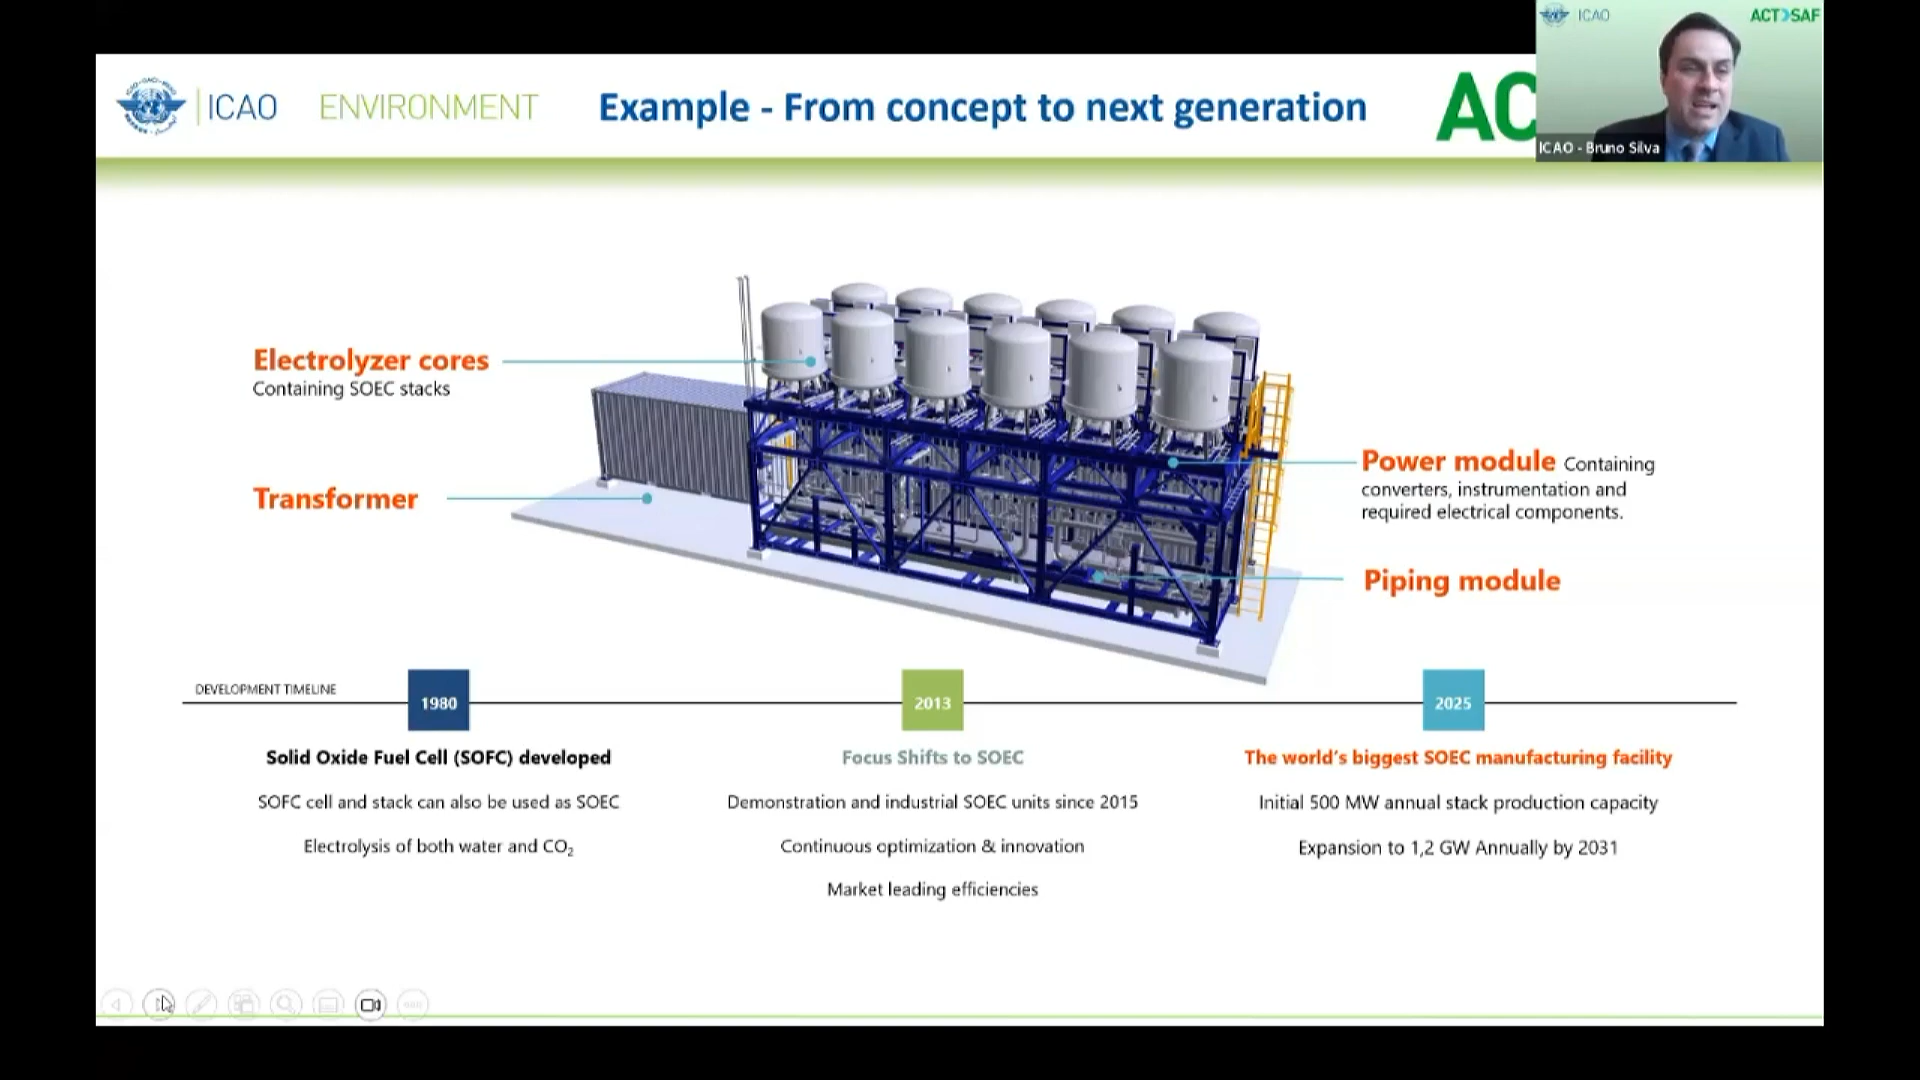 ICAO
ENVIRONMENT
Example - From concept to next generation
AC
ICAO
ACT>SAF
ICAO - Bruno Silva
Electrolyzer cores
Containing SOEC stacks
Transformer
Power module Containing
converters, instrumentation and
required electrical components.
Piping module
DEVELOPMENT TIMELINE
1980
2013
2025
Solid Oxide Fuel Cell (SOFC) developed
SOFC cell and stack can also be used as SOEC
Electrolysis of both water and CO₂
Focus Shifts to SOEC
Demonstration and industrial SOEC units since 2015
Continuous optimization & innovation
Market leading efficiencies
The world's biggest SOEC manufacturing facility
Initial 500 MW annual stack production capacity
Expansion to 1,2 GW Annually by 2031